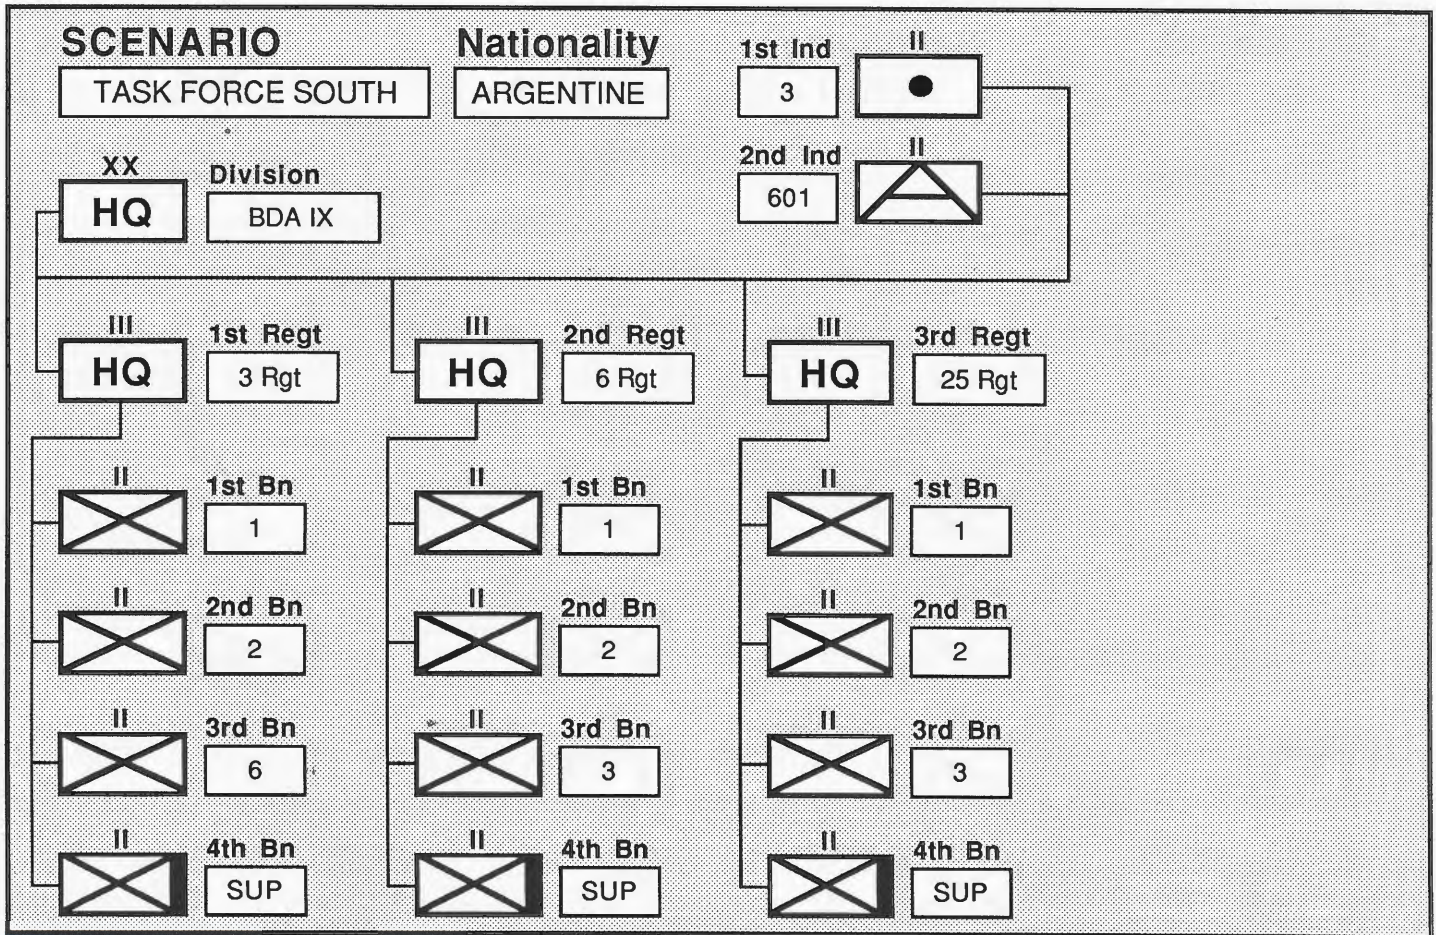 SCENARIO
Nationality
TASK FORCE SOUTH
ARGENTINE
1st Ind
II
3
2nd Ind
II
601
XX
Division
HQ
BDA IX
III
1st Regt
HQ
3 Rgt
III
2nd Regt
HQ
6 Rgt
III
3rd Regt
HQ
25 Rgt
II
1st Bn
1
II
1st Bn
1
II
1st Bn
1
II
2nd Bn
2
II
2nd Bn
2
II
2nd Bn
2
II
3rd Bn
6
II
3rd Bn
3
II
3rd Bn
3
II
4th Bn
SUP
II
4th Bn
SUP
II
4th Bn
SUP